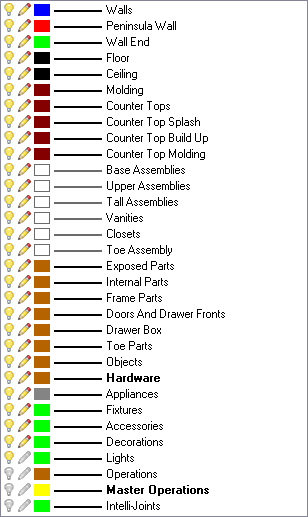 Walls
Peninsula Wall
Wall End
Floor
Ceiling
Molding
Counter Tops
Counter Top Splash
Counter Top Build Up
Counter Top Molding
Base Assemblies
Upper Assemblies
Tall Assemblies
Vanities
Closets
Toe Assembly
Exposed Parts
Internal Parts
Frame Parts
Doors And Drawer Fronts
Drawer Box
Toe Parts
Objects
Hardware
Appliances
Fixtures
Accessories
Decorations
Lights
Operations
Master Operations
Intelli-Joints